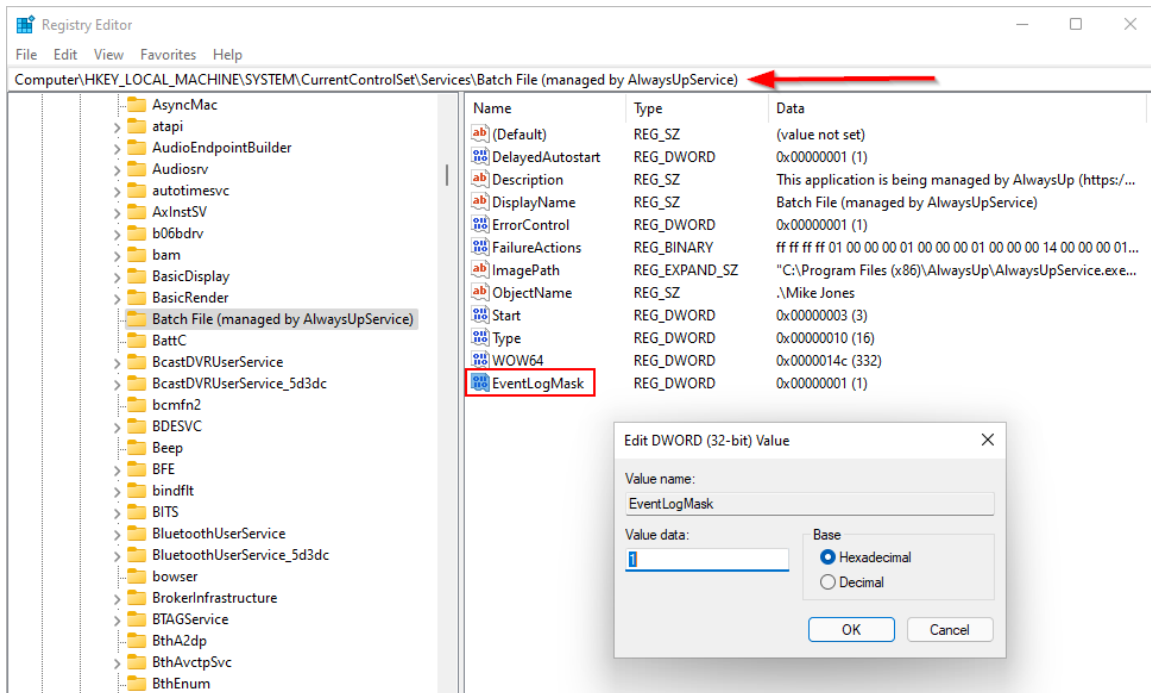 Registry Editor
File Edit View Favorites Help
Computer\HKEY_LOCAL_MACHINE\SYSTEM\CurrentControlSet\Services\Batch File (managed by AlwaysUpService)
AsyncMac
atapi
AudioEndpointBuilder
Audiosrv
autotimesvc
AxInstSV
b06bdrv
bam
BasicDisplay
BasicRender
Batch File (managed by AlwaysUpService)
BattC
BcastDVRUserService
BcastDVRUserService_5d3dc
bcmfn2
BDESVC
Beep
BFE
bindflt
BITS
BluetoothUserService
BluetoothUserService_5d3dc
bowser
BrokerInfrastructure
BTAGService
BthA2dp
BthAvctpSvc
BthEnum
Name Type Data
(Default) REG_SZ (value not set)
DelayedAutostart REG_DWORD 0x00000001 (1)
Description REG_SZ This application is being managed by AlwaysUp (https:/...
DisplayName REG_SZ Batch File (managed by AlwaysUpService)
ErrorControl REG_DWORD 0x00000001 (1)
FailureActions REG_BINARY ff ff ff ff 01 00 00 00 01 00 00 00 01 00 00 00 14 00 00 00 01...
ImagePath REG_EXPAND_SZ "C:\Program Files (x86)\AlwaysUp\AlwaysUpService.exe...
ObjectName REG_SZ .\Mike Jones
Start REG_DWORD 0x00000003 (3)
Type REG_DWORD 0x00000010 (16)
WOW64 REG_DWORD 0x0000014c (332)
EventLogMask REG_DWORD 0x00000001 (1)
Edit DWORD (32-bit) Value
Value name:
EventLogMask
Value data:
1
Base
Hexadecimal
Decimal
OK Cancel